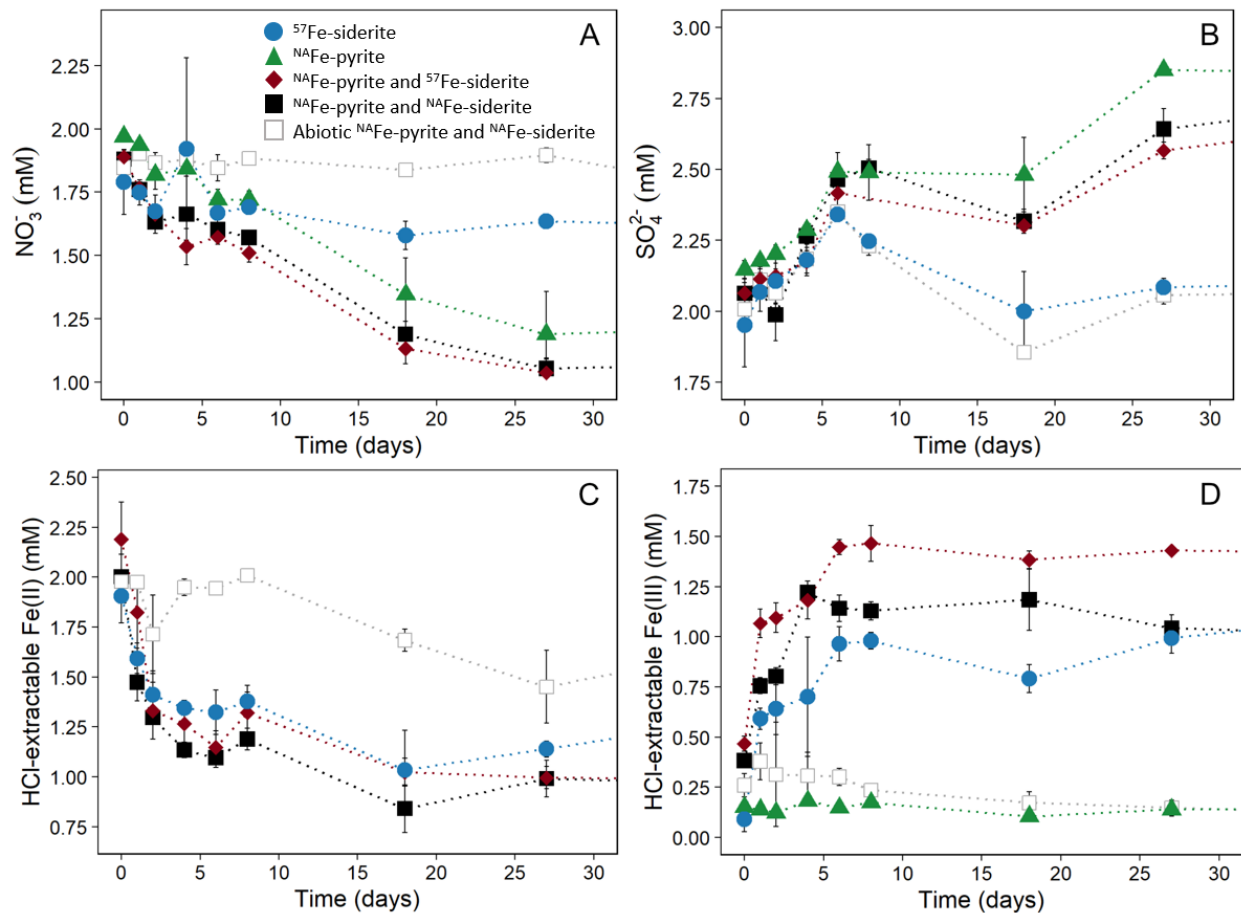 A
⁵⁷Fe-siderite
ᴺᴬFe-pyrite
ᴺᴬFe-pyrite and ⁵⁷Fe-siderite
ᴺᴬFe-pyrite and ᴺᴬFe-siderite
Abiotic ᴺᴬFe-pyrite and ᴺᴬFe-siderite
NO₃⁻ (mM)
2.25
2.00
1.75
1.50
1.25
1.00
0 5 10 15 20 25 30
Time (days)
B
SO₄²⁻ (mM)
3.00
2.75
2.50
2.25
2.00
1.75
0 5 10 15 20 25 30
Time (days)
C
HCl-extractable Fe(II) (mM)
2.50
2.25
2.00
1.75
1.50
1.25
1.00
0.75
0 5 10 15 20 25 30
Time (days)
D
HCl-extractable Fe(III) (mM)
1.75
1.50
1.25
1.00
0.75
0.50
0.25
0.00
0 5 10 15 20 25 30
Time (days)